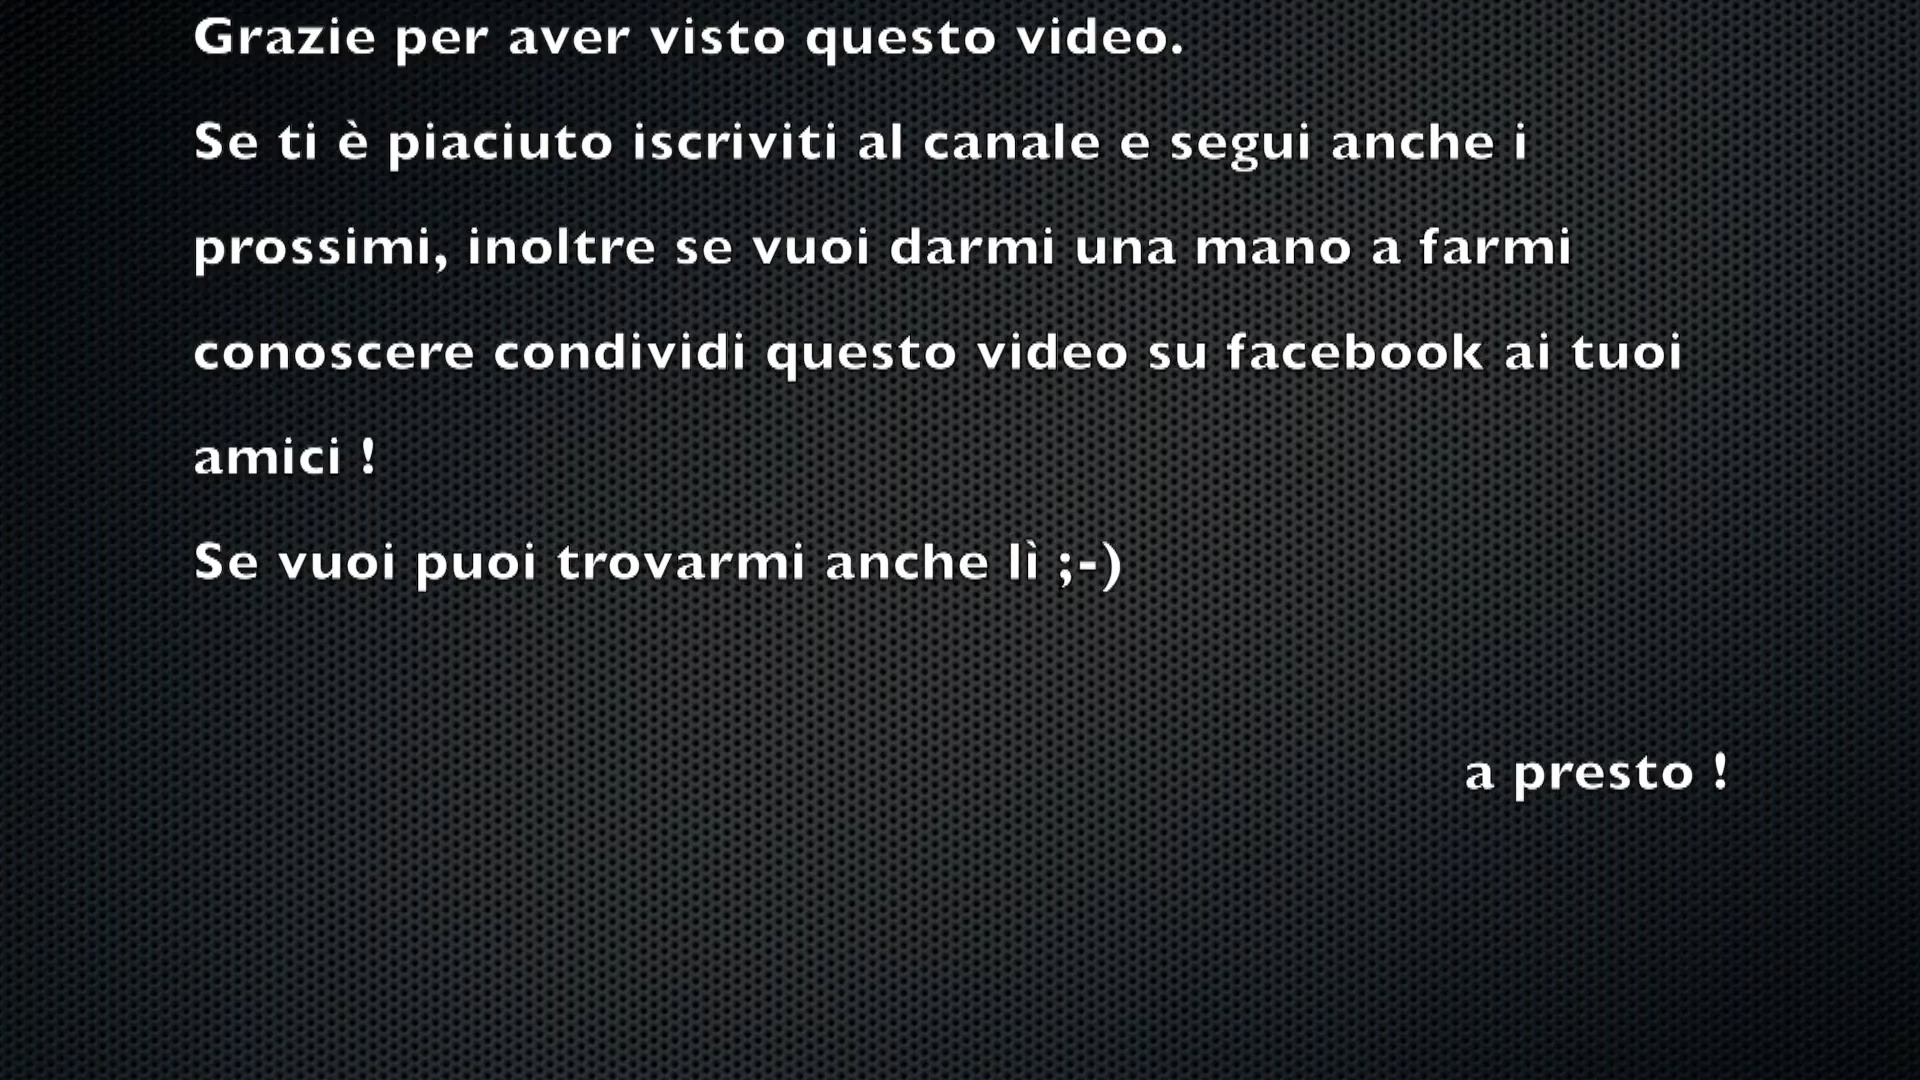 Grazie per aver visto questo video.
Se ti è piaciuto iscriviti al canale e segui anche i
prossimi, inoltre se vuoi darmi una mano a farmi
conoscere condividi questo video su facebook ai tuoi
amici !
Se vuoi puoi trovarmi anche lì ;-)
a presto !